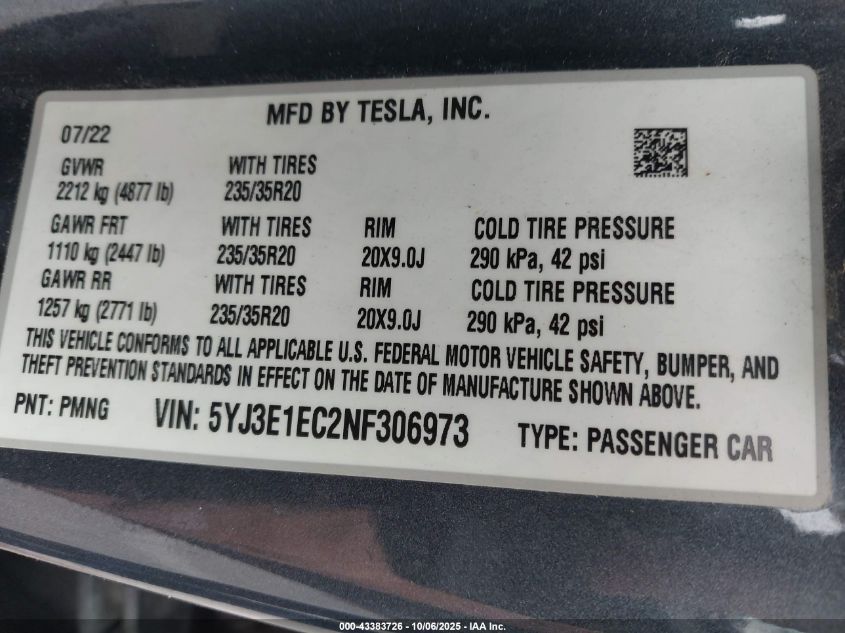 MFD BY TESLA, INC.
07/22
GVWR WITH TIRES
2212 kg (4877 lb) 235/35R20
GAWR FRT WITH TIRES RIM COLD TIRE PRESSURE
1110 kg (2447 lb) 235/35R20 20X9.0J 290 kPa, 42 psi
GAWR RR WITH TIRES RIM COLD TIRE PRESSURE
1257 kg (2771 lb) 235/35R20 20X9.0J 290 kPa, 42 psi
THIS VEHICLE CONFORMS TO ALL APPLICABLE U.S. FEDERAL MOTOR VEHICLE SAFETY, BUMPER, AND
THEFT PREVENTION STANDARDS IN EFFECT ON THE DATE OF MANUFACTURE SHOWN ABOVE.
PNT: PMNG VIN: 5YJ3E1EC2NF306973 TYPE: PASSENGER CAR
000-43383726 - 10/06/2025 - IAA Inc.